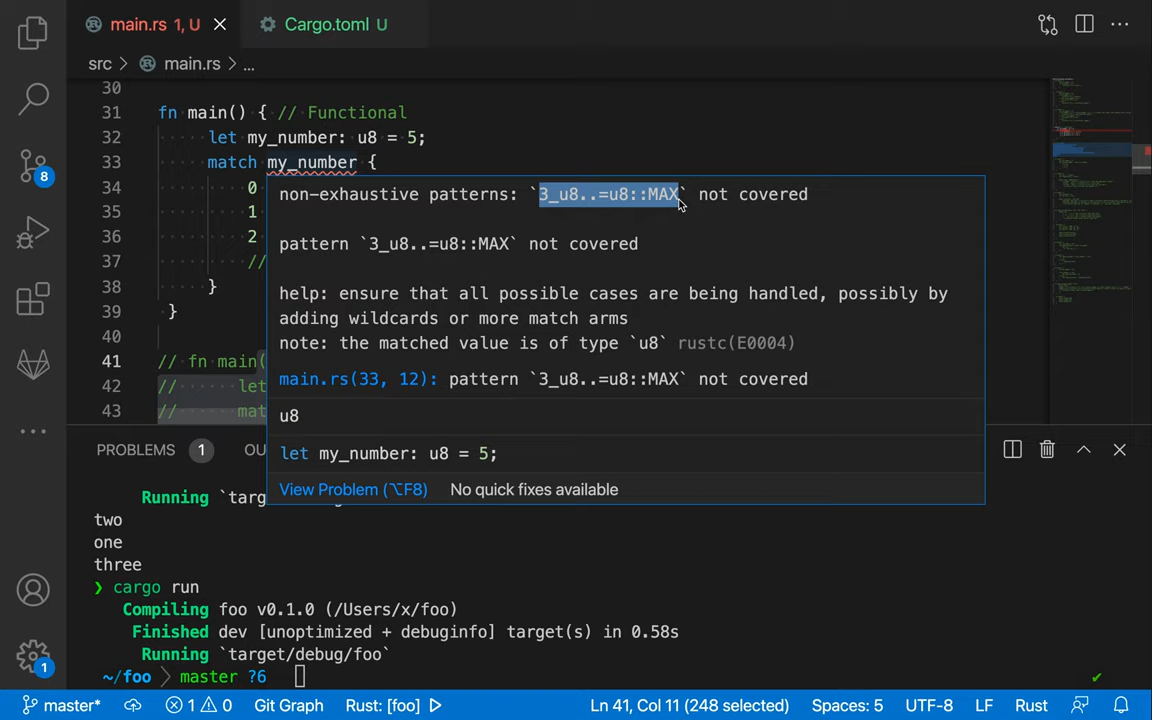 main.rs 1, U
Cargo.toml U
src > main.rs > ...
30
31 fn main() { // Functional
32 let my_number: u8 = 5;
33 match my_number {
34 0
35 1
36 2
37 //
38 }
39 }
40
41 // fn main(
42 // let
43 // mat
non-exhaustive patterns: `3_u8..=u8::MAX` not covered
pattern `3_u8..=u8::MAX` not covered
help: ensure that all possible cases are being handled, possibly by
adding wildcards or more match arms
note: the matched value is of type `u8` rustc(E0004)
main.rs(33, 12): pattern `3_u8..=u8::MAX` not covered
u8
let my_number: u8 = 5;
View Problem (⌥F8) No quick fixes available
8
PROBLEMS 1 OU
Running `targ
two
one
three
❯ cargo run
Compiling foo v0.1.0 (/Users/x/foo)
Finished dev [unoptimized + debuginfo] target(s) in 0.58s
Running `target/debug/foo`
~/foo > master ?6
✔
1
master* 1 0 Git Graph Rust: [foo] Ln 41, Col 11 (248 selected) Spaces: 5 UTF-8 LF Rust